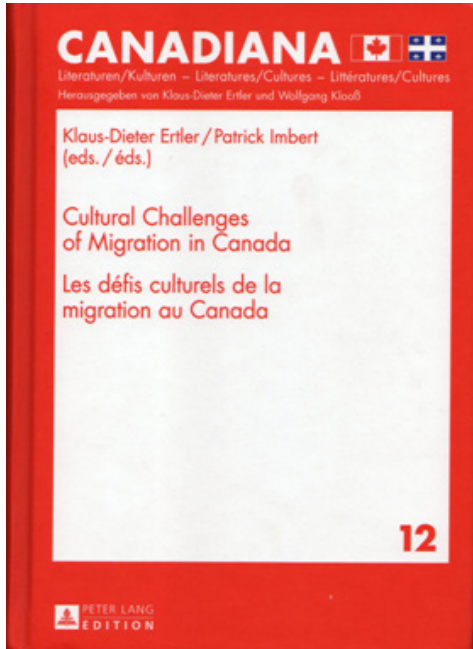 CANADIANA
Literaturen/Kulturen – Literatures/Cultures – Littératures/Cultures
Herausgegeben von Klaus-Dieter Ertler und Wolfgang Klooß
Klaus-Dieter Ertler/Patrick Imbert
(eds./éds.)
Cultural Challenges
of Migration in Canada
Les défis culturels de la
migration au Canada
12
PETER LANG
EDITION